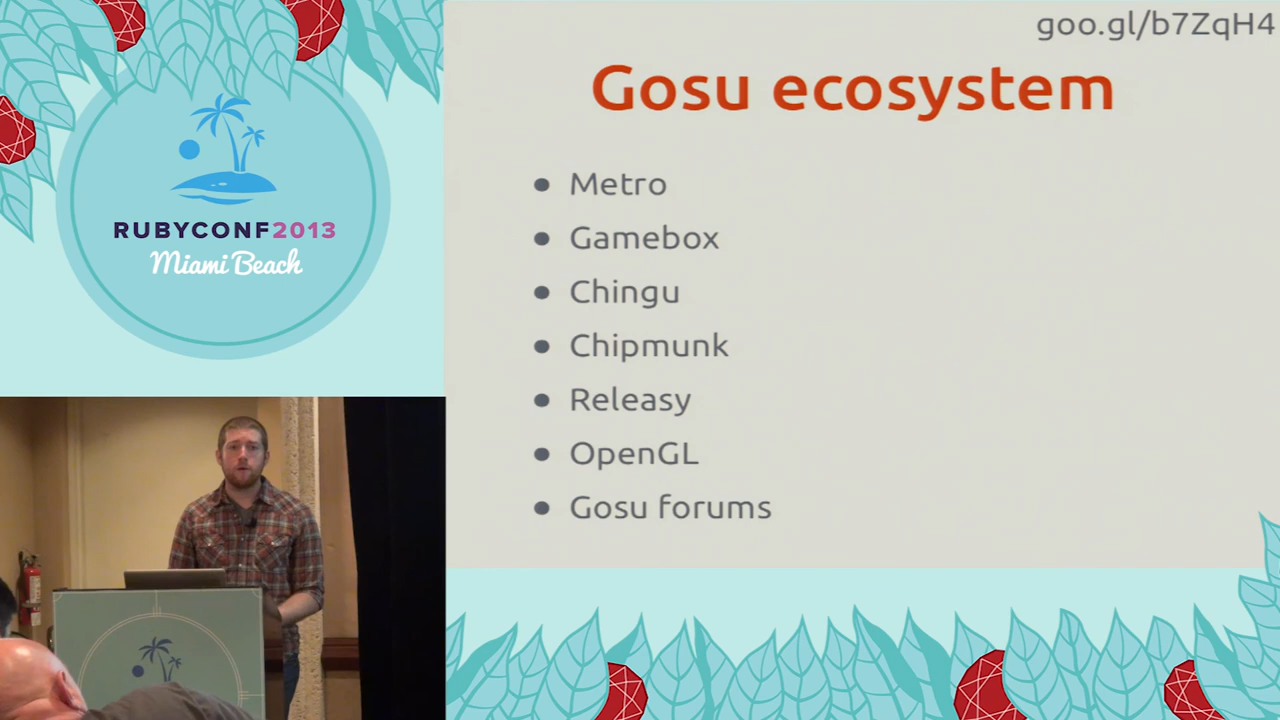 RUBYCONF2013
Miami Beach
goo.gl/b7ZqH4
Gosu ecosystem
• Metro
• Gamebox
• Chingu
• Chipmunk
• Releasy
• OpenGL
• Gosu forums